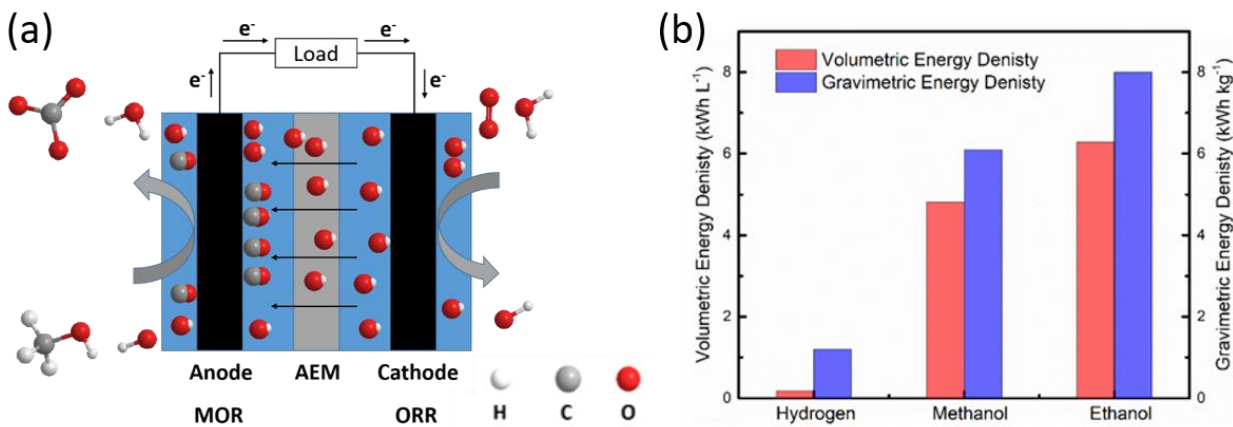 (a)
e-
e-
Load
e-
e-
Anode
AEM
Cathode
MOR
ORR
H
C
O
(b)
Volumetric Energy Denisty
Gravimetric Energy Denisty
Volumetric Energy Denisty (kWh L-1)
8
6
4
2
0
Gravimetric Energy Denisty (kWh kg-1)
8
6
4
2
0
Hydrogen
Methanol
Ethanol